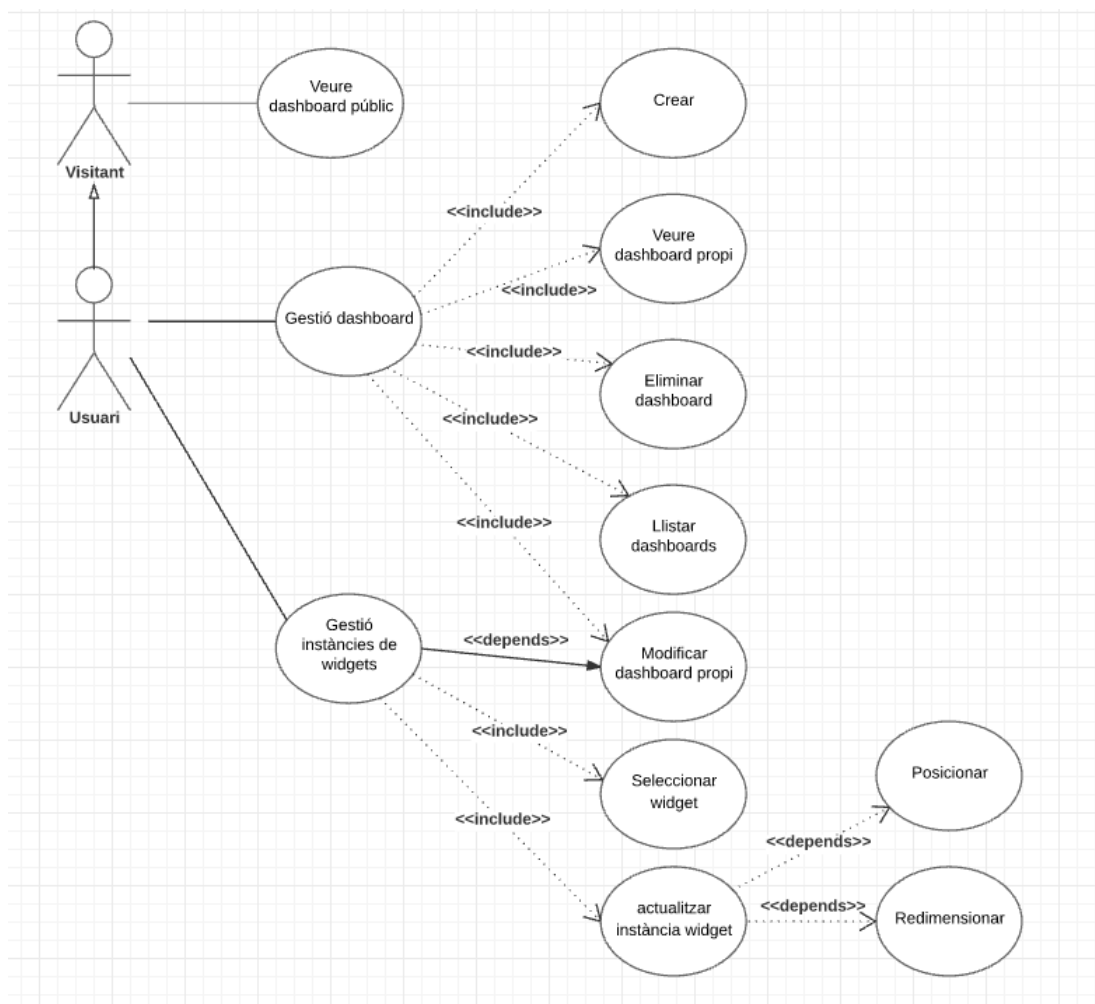 Veure
dashboard públic
Crear
Visitant
<<include>>
Veure
dashboard propi
<<include>>
Gestió dashboard
<<include>>
Eliminar
dashboard
Usuari
<<include>>
<<include>>
Llistar
dashboards
Gestió
instàncies de
widgets
<<depends>>
Modificar
dashboard propi
<<include>>
Seleccionar
widget
Posicionar
<<include>>
<<depends>>
actualitzar
instància widget
<<depends>>
Redimensionar